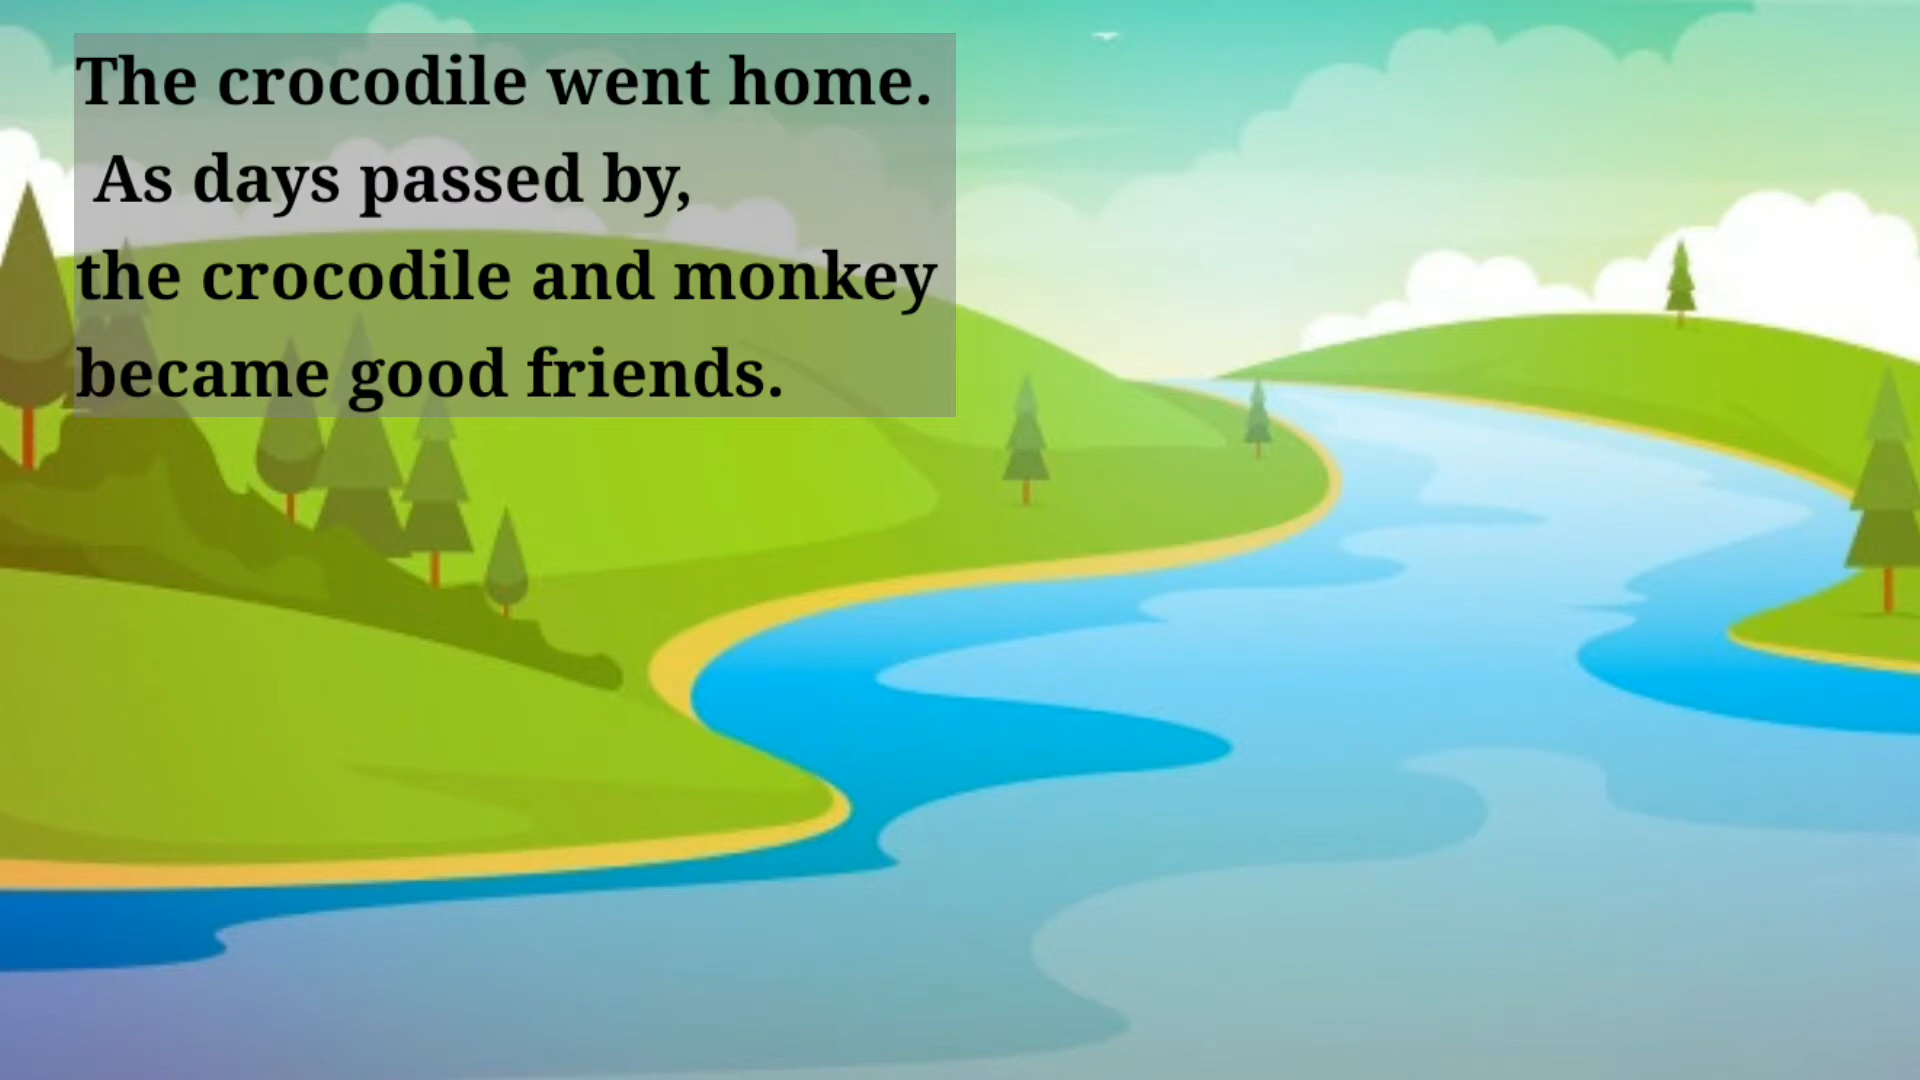 The crocodile went home.
As days passed by,
the crocodile and monkey
became good friends.